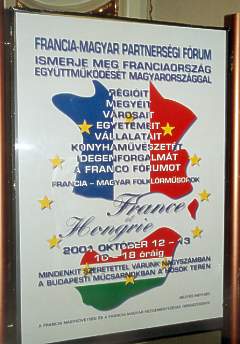 FRANCIA-MAGYAR PARTNERSÉGI FÓRUM
ISMERJE MEG FRANCIAORSZÁG
EGYÜTTMŰKÖDÉSÉT MAGYARORSZÁGGAL
RÉGIÓIT
MEGYÉIT
VÁROSAIT
EGYETEMEIT
VÁLLALATAIT
KONYHAMŰVÉSZETÉT
IDEGENFORGALMÁT
A FRANCO FÓRUMOT
FRANCIA - MAGYAR FOLKLÓRMŰSOROK
France
et
Hongrie
2001 OKTÓBER 12 - 13
10 - 18 óráig
MINDENKIT SZERETETTEL VÁRUNK NAGYSZÁMBAN
A BUDAPESTI MŰCSARNOKBAN A HŐSÖK TERÉN